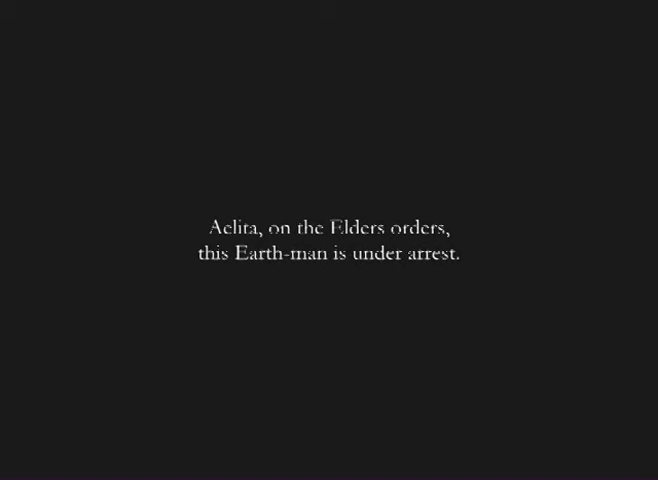 Aelita, on the Elders orders,
this Earth-man is under arrest.